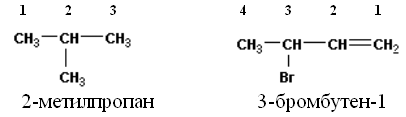 1 2 3 4 3 2 1
CH3—CH—CH3 CH3—CH—CH=CH2
CH3 Br
2-метилпропан 3-бромбутен-1